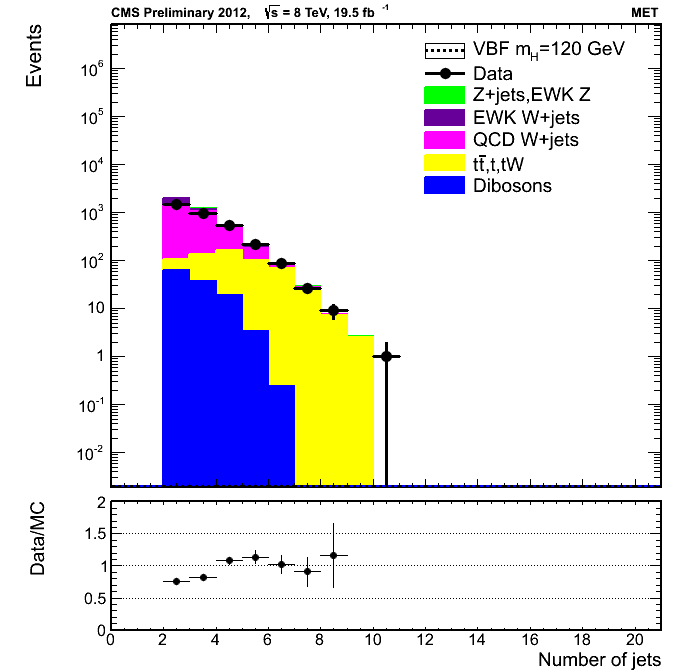 CMS Preliminary 2012, √s = 8 TeV, 19.5 fb⁻¹ MET
Events
10⁶
10⁵
10⁴
10³
10²
10
1
10⁻¹
10⁻²
VBF m_H=120 GeV
Data
Z+jets,EWK Z
EWK W+jets
QCD W+jets
tt̅,t,tW
Dibosons
Data/MC
2
1.5
1
0.5
0
0 2 4 6 8 10 12 14 16 18 20
Number of jets